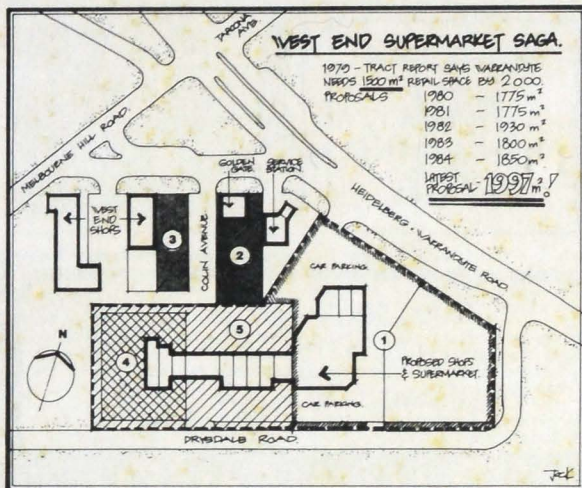 WEST END SUPERMARKET SAGA.
1979 - TRACT REPORT SAYS WARRANDYTE
NEEDS 1500 m² RETAIL SPACE BY 2000.
PROPOSALS 1980 - 1775 m²
1981 - 1775 m²
1982 - 1930 m²
1983 - 1800 m²
1984 - 1850 m²
LATEST PROPOSAL - 1997 m²!
TAROONA AVE.
MELBOURNE HILL ROAD.
GOLDEN GATE.
SERVICE STATION.
HEIDELBERG - WARRANDYTE ROAD.
WEST END SHOPS.
3
COLIN AVENUE.
2
CAR PARKING.
N
4
5
1
PROPOSED SHOPS & SUPERMARKET.
CAR PARKING.
DRYSDALE ROAD.
JOCK